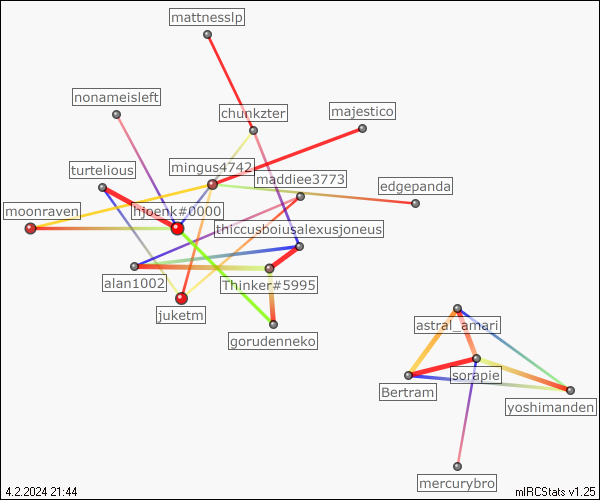 mattnesslp
nonameisleft
chunkzter
majestico
turtelious
mingus4742
maddiee3773
edgepanda
moonraven
hjoenk#0000
thiccusboiusalexusjoneus
alan1002
Thinker#5995
juketm
gorudenneko
astral_amari
sorapie
Bertram
yoshimanden
mercurybro
4.2.2024 21:44
mIRCStats v1.25